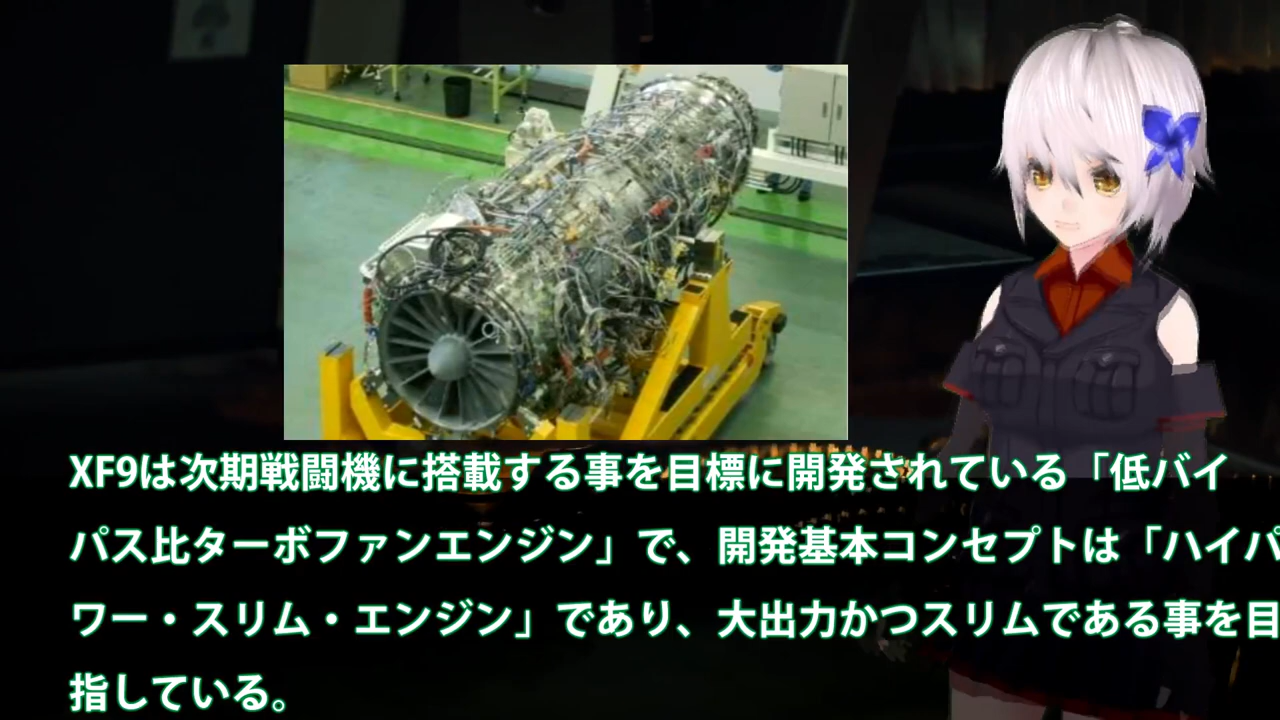 XF9は次期戦闘機に搭載する事を目標に開発されている「低バイ
パス比ターボファンエンジン」で、開発基本コンセプトは「ハイパ
ワー・スリム・エンジン」であり、大出力かつスリムである事を目
指している。